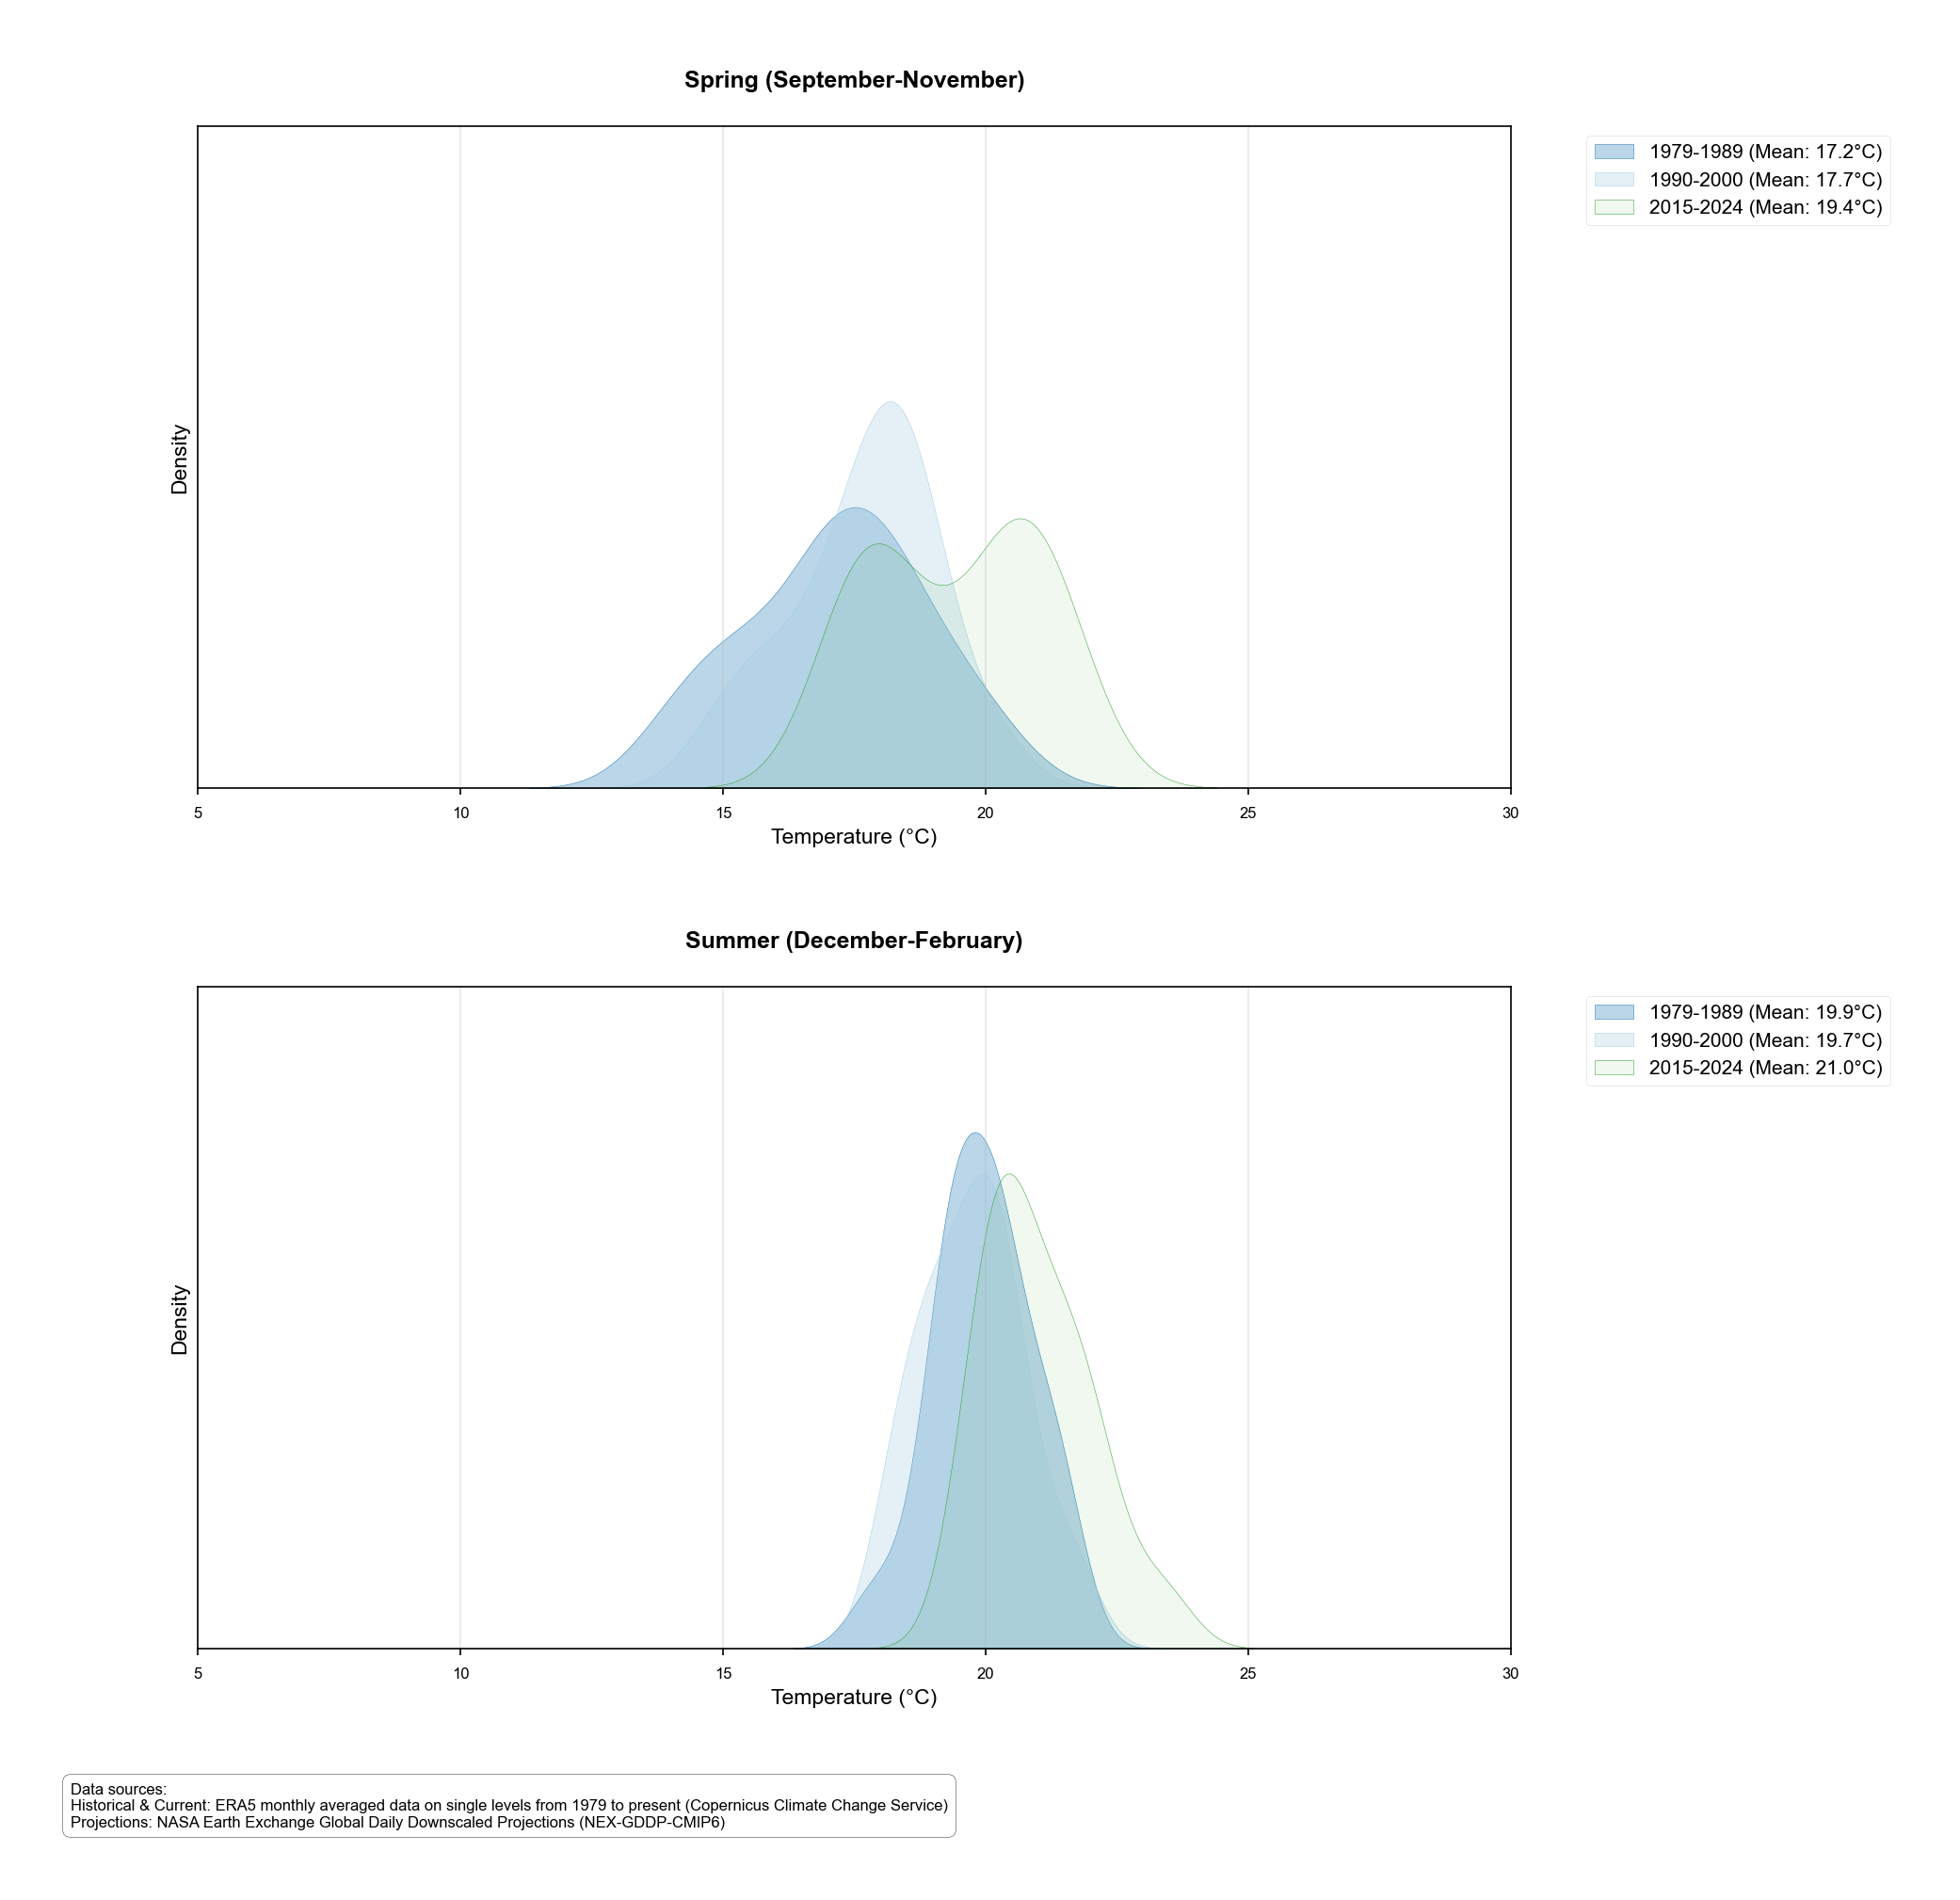 Spring (September-November)
1979-1989 (Mean: 17.2°C)
1990-2000 (Mean: 17.7°C)
2015-2024 (Mean: 19.4°C)
Density
5 10 15 20 25 30
Temperature (°C)
Summer (December-February)
1979-1989 (Mean: 19.9°C)
1990-2000 (Mean: 19.7°C)
2015-2024 (Mean: 21.0°C)
Density
5 10 15 20 25 30
Temperature (°C)
Data sources:
Historical & Current: ERA5 monthly averaged data on single levels from 1979 to present (Copernicus Climate Change Service)
Projections: NASA Earth Exchange Global Daily Downscaled Projections (NEX-GDDP-CMIP6)